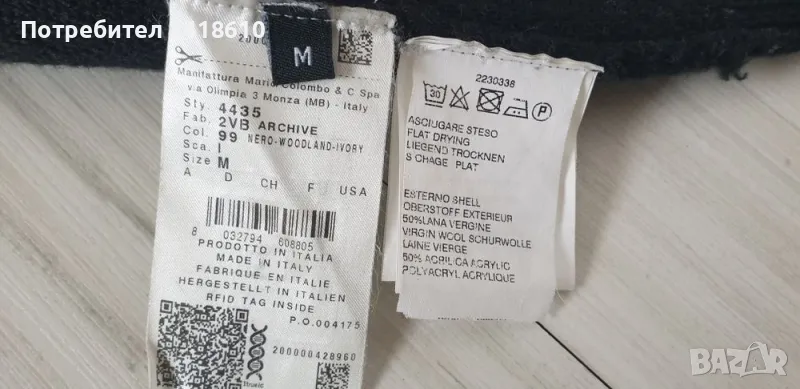 Потребител 18610
M
Manifattura Mario Colombo & C Spa
via Olimpia 3 Monza (MB) - Italy
Sty. 4435
Fab. 2VB ARCHIVE
Col. 99 NERO-WOODLAND-IVORY
Sca. I
Size M
A D CH F USA
8 032794 608805
PRODOTTO IN ITALIA
MADE IN ITALY
FABRIQUE EN ITALIE
HERGESTELLT IN ITALIEN
RFID TAG INSIDE
P.O.004175
200000428960
2230338
30 P
ASCIUGARE STESO
FLAT DRYING
LIEGEND TROCKNEN
S CHAGE PLAT
ESTERNO SHELL
OBERSTOFF EXTERIEUR
50%LANA VERGINE
VIRGIN WOOL SCHURWOLLE
LAINE VIERGE
50% ACRILICA ACRYLIC
POLYACRYL ACRYLIQUE
BAZAR